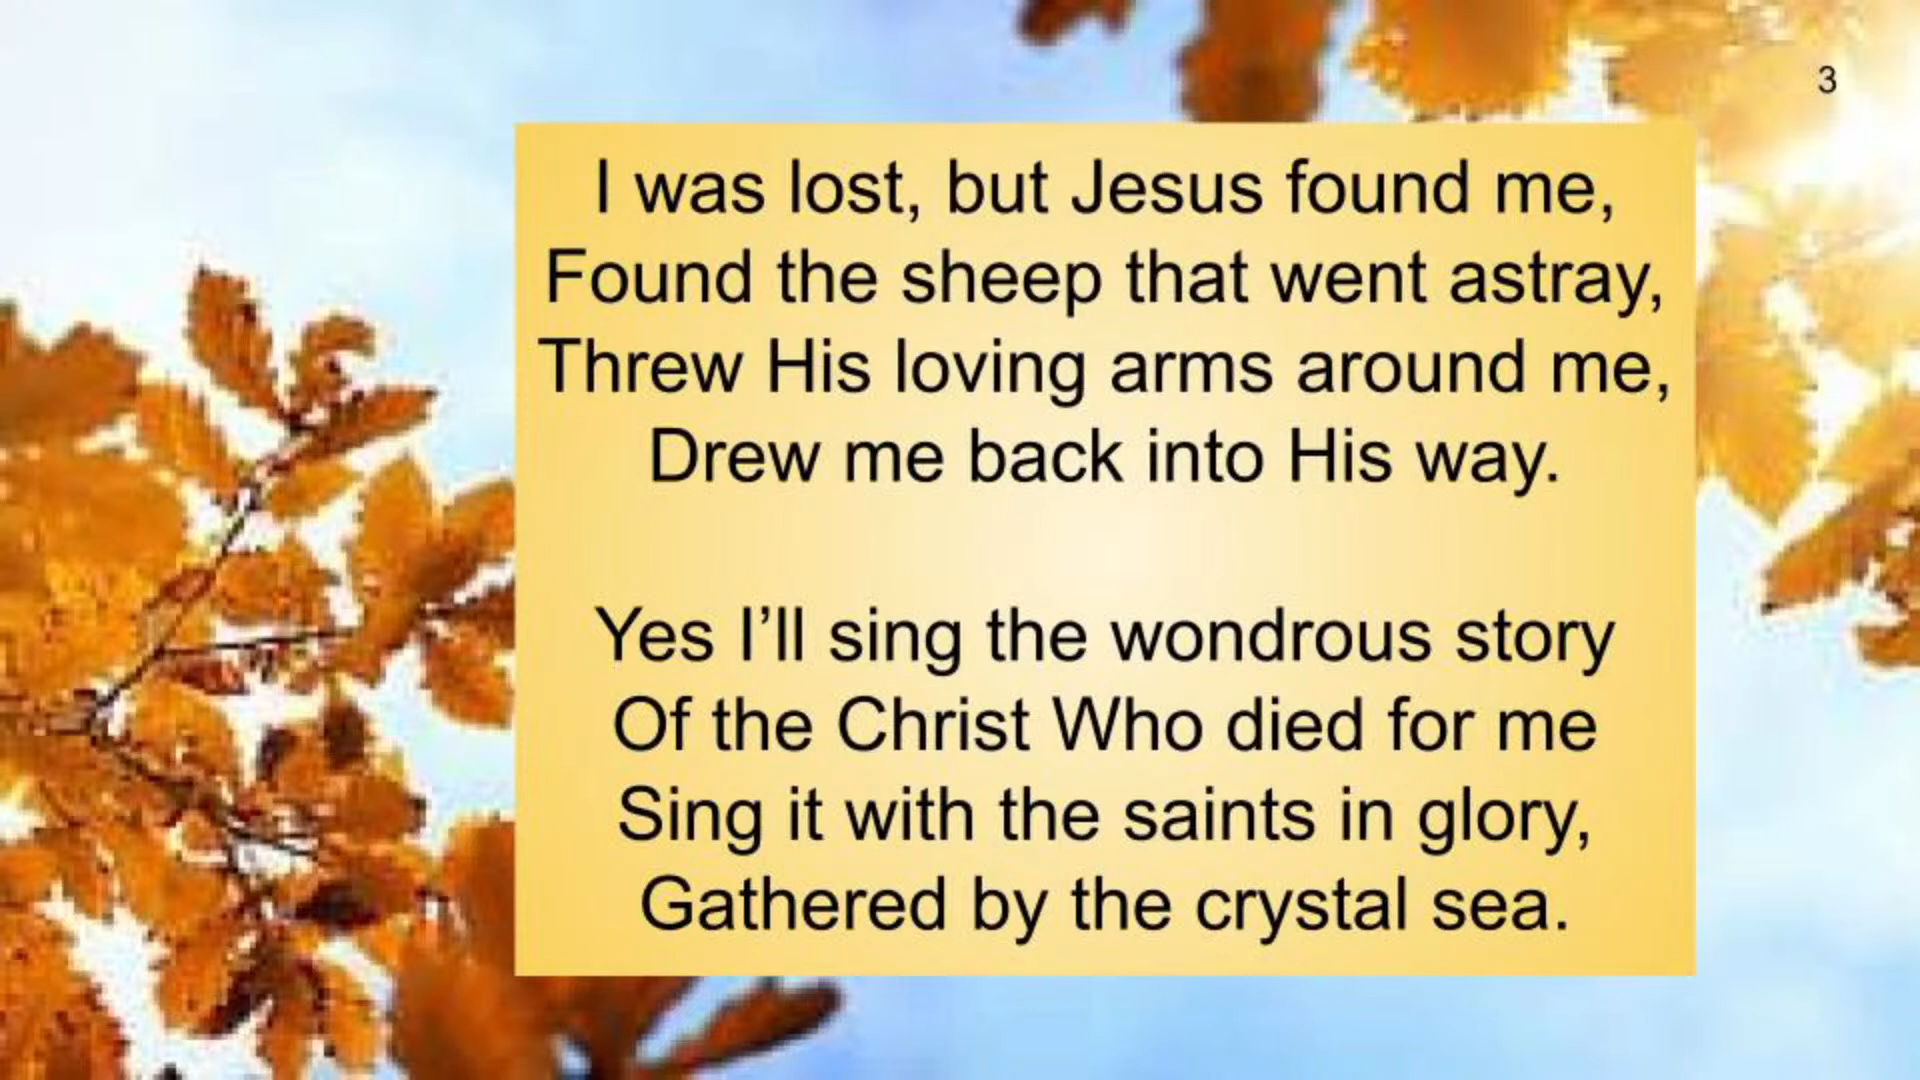 3
I was lost, but Jesus found me,
Found the sheep that went astray,
Threw His loving arms around me,
Drew me back into His way.
Yes I’ll sing the wondrous story
Of the Christ Who died for me
Sing it with the saints in glory,
Gathered by the crystal sea.